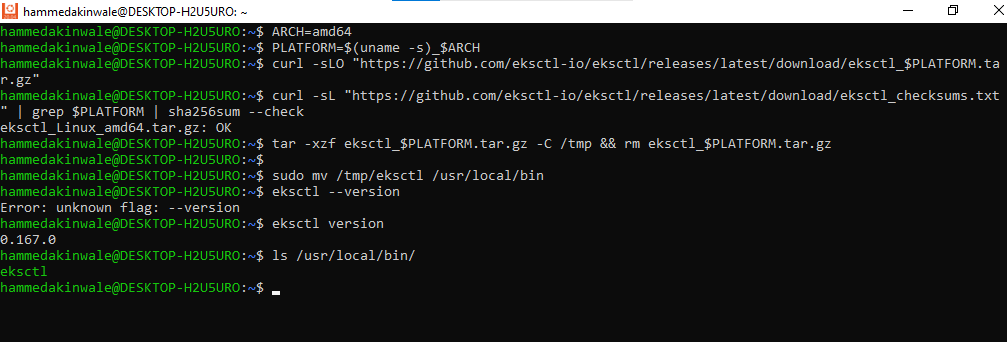 hammedakinwale@DESKTOP-H2U5URO: ~
hammedakinwale@DESKTOP-H2U5URO:~$ ARCH=amd64
hammedakinwale@DESKTOP-H2U5URO:~$ PLATFORM=$(uname -s)_$ARCH
hammedakinwale@DESKTOP-H2U5URO:~$ curl -sLO "https://github.com/eksctl-io/eksctl/releases/latest/download/eksctl_$PLATFORM.ta
r.gz"
hammedakinwale@DESKTOP-H2U5URO:~$ curl -sL "https://github.com/eksctl-io/eksctl/releases/latest/download/eksctl_checksums.txt
" | grep $PLATFORM | sha256sum --check
eksctl_Linux_amd64.tar.gz: OK
hammedakinwale@DESKTOP-H2U5URO:~$ tar -xzf eksctl_$PLATFORM.tar.gz -C /tmp && rm eksctl_$PLATFORM.tar.gz
hammedakinwale@DESKTOP-H2U5URO:~$
hammedakinwale@DESKTOP-H2U5URO:~$ sudo mv /tmp/eksctl /usr/local/bin
hammedakinwale@DESKTOP-H2U5URO:~$ eksctl --version
Error: unknown flag: --version
hammedakinwale@DESKTOP-H2U5URO:~$ eksctl version
0.167.0
hammedakinwale@DESKTOP-H2U5URO:~$ ls /usr/local/bin/
eksctl
hammedakinwale@DESKTOP-H2U5URO:~$